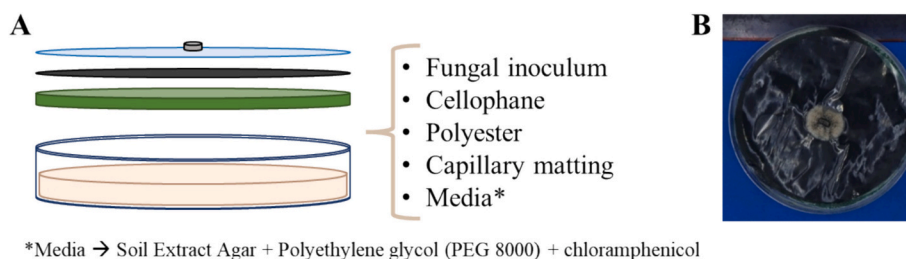 A
B
• Fungal inoculum
• Cellophane
• Polyester
• Capillary matting
• Media*
*Media → Soil Extract Agar + Polyethylene glycol (PEG 8000) + chloramphenicol